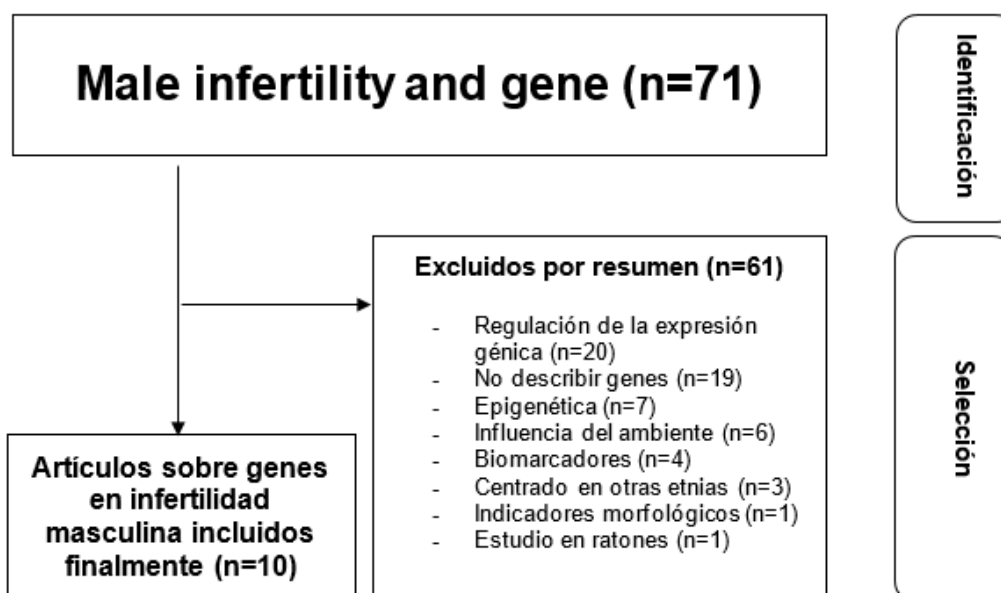 Male infertility and gene (n=71)
Identificación
Excluidos por resumen (n=61)
- Regulación de la expresión
génica (n=20)
- No describir genes (n=19)
- Epigenética (n=7)
- Influencia del ambiente (n=6)
- Biomarcadores (n=4)
- Centrado en otras etnias (n=3)
- Indicadores morfológicos (n=1)
- Estudio en ratones (n=1)
Artículos sobre genes
en infertilidad
masculina incluidos
finalmente (n=10)
Selección